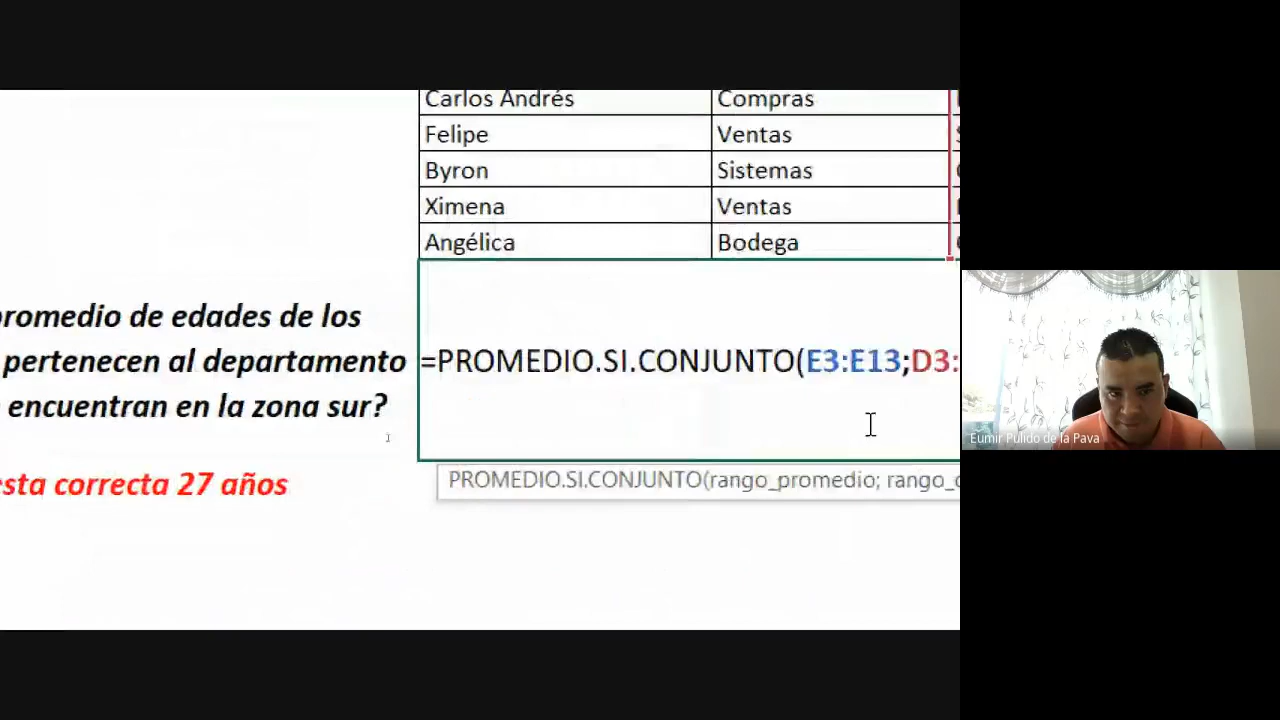 Carlos Andrés Compras
Felipe Ventas
Byron Sistemas
Ximena Ventas
Angélica Bodega
promedio de edades de los
pertenecen al departamento
encuentran en la zona sur?
correcta 27 años
=PROMEDIO.SI.CONJUNTO(E3:E13;D3:
PROMEDIO.SI.CONJUNTO(rango_promedio;
Eumir Pulido de la Pava